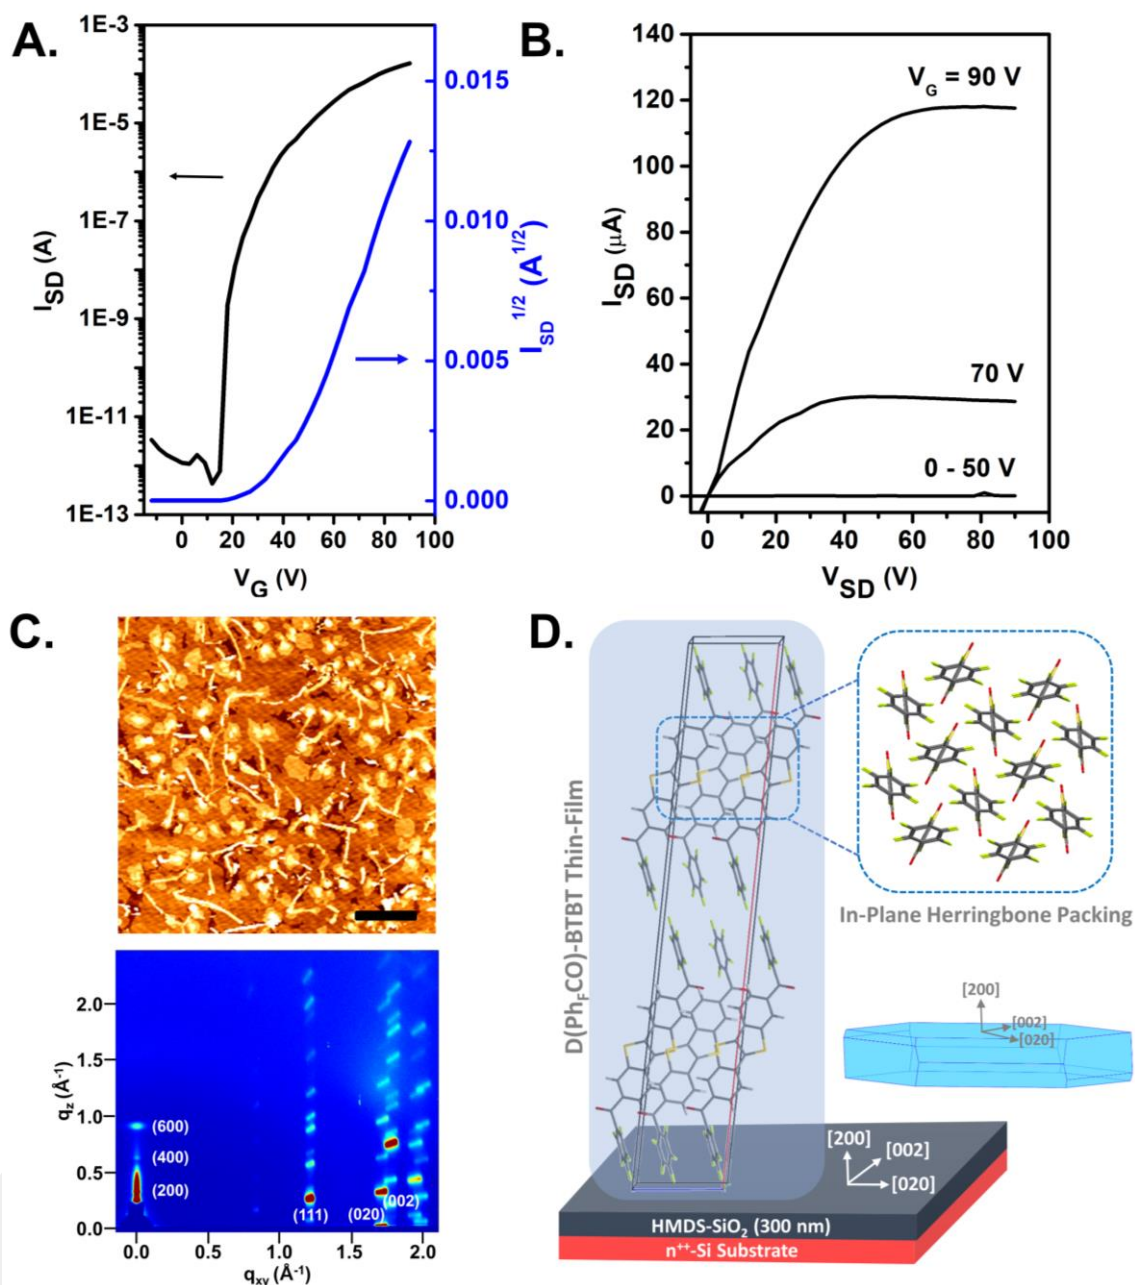 A.
1E-3
1E-5
1E-7
1E-9
1E-11
1E-13
I_SD (A)
0 20 40 60 80 100
V_G (V)
0.015
0.010
0.005
0.000
I_SD^1/2 (A^1/2)
B.
140
120
100
80
60
40
20
0
I_SD (μA)
V_G = 90 V
70 V
0 - 50 V
0 20 40 60 80 100
V_SD (V)
C.
2.0
1.5
1.0
0.5
0.0
q_z (Å⁻¹)
(600)
(400)
(200)
(111)
(020)
(002)
0.0 0.5 1.0 1.5 2.0
q_xy (Å⁻¹)
D.
D(Ph_FCO)-BTBT Thin-Film
In-Plane Herringbone Packing
[200]
[002]
[020]
[200]
[002]
[020]
HMDS-SiO₂ (300 nm)
n⁺⁺-Si Substrate